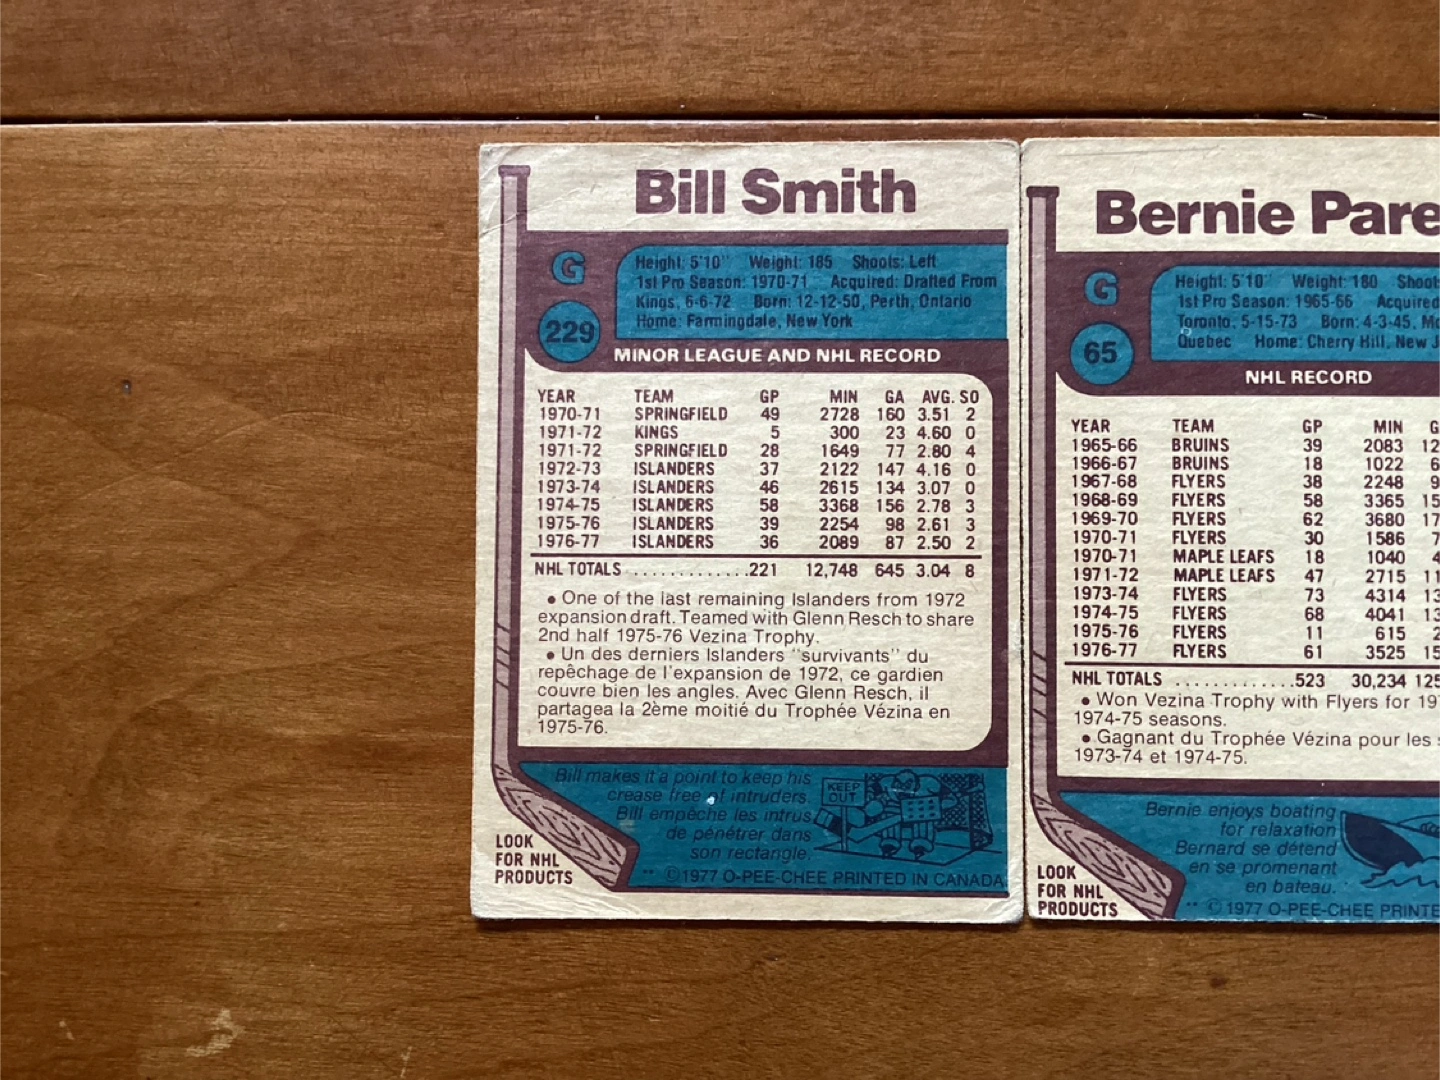 Bill Smith
G
229
Height: 5'10" Weight: 185 Shoots: Left
1st Pro Season: 1970-71 Acquired: Drafted From
Kings, 6-6-72 Born: 12-12-50, Perth, Ontario
Home: Farmingdale, New York
MINOR LEAGUE AND NHL RECORD
YEAR TEAM GP MIN GA AVG. SO
1970-71 SPRINGFIELD 49 2728 160 3.51 2
1971-72 KINGS 5 300 23 4.60 0
1971-72 SPRINGFIELD 28 1649 77 2.80 4
1972-73 ISLANDERS 37 2122 147 4.16 0
1973-74 ISLANDERS 46 2615 134 3.07 0
1974-75 ISLANDERS 58 3368 156 2.78 3
1975-76 ISLANDERS 39 2254 98 2.61 3
1976-77 ISLANDERS 36 2089 87 2.50 2
NHL TOTALS .............221 12,748 645 3.04 8
• One of the last remaining Islanders from 1972
expansion draft. Teamed with Glenn Resch to share
2nd half 1975-76 Vezina Trophy.
• Un des derniers Islanders "survivants" du
repêchage de l'expansion de 1972, ce gardien
couvre bien les angles. Avec Glenn Resch, il
partagea la 2ème moitié du Trophée Vézina en
1975-76.
Bill makes it a point to keep his
crease free of intruders.
Bill empêche les intrus
de pénétrer dans
son rectangle.
KEEP
OUT
LOOK
FOR NHL
PRODUCTS
** ©1977 O-PEE-CHEE PRINTED IN CANADA
Bernie Pare
G
65
Height: 5'10" Weight: 180 Shoo
1st Pro Season: 1965-66 Acquired
Toronto, 5-15-73 Born: 4-3-45, Mo
Quebec Home: Cherry Hill, New J
NHL RECORD
YEAR TEAM GP MIN G
1965-66 BRUINS 39 2083 12
1966-67 BRUINS 18 1022 6
1967-68 FLYERS 38 2248 9
1968-69 FLYERS 58 3365 15
1969-70 FLYERS 62 3680 17
1970-71 FLYERS 30 1586 7
1970-71 MAPLE LEAFS 18 1040 4
1971-72 MAPLE LEAFS 47 2715 11
1973-74 FLYERS 73 4314 13
1974-75 FLYERS 68 4041 13
1975-76 FLYERS 11 615 2
1976-77 FLYERS 61 3525 15
NHL TOTALS .............523 30,234 125
• Won Vezina Trophy with Flyers for 19
1974-75 seasons.
• Gagnant du Trophée Vézina pour les
1973-74 et 1974-75.
Bernie enjoys boating
for relaxation
Bernard se détend
en se promenant
en bateau.
LOOK
FOR NHL
PRODUCTS
** ©1977 O-PEE-CHEE PRINTE